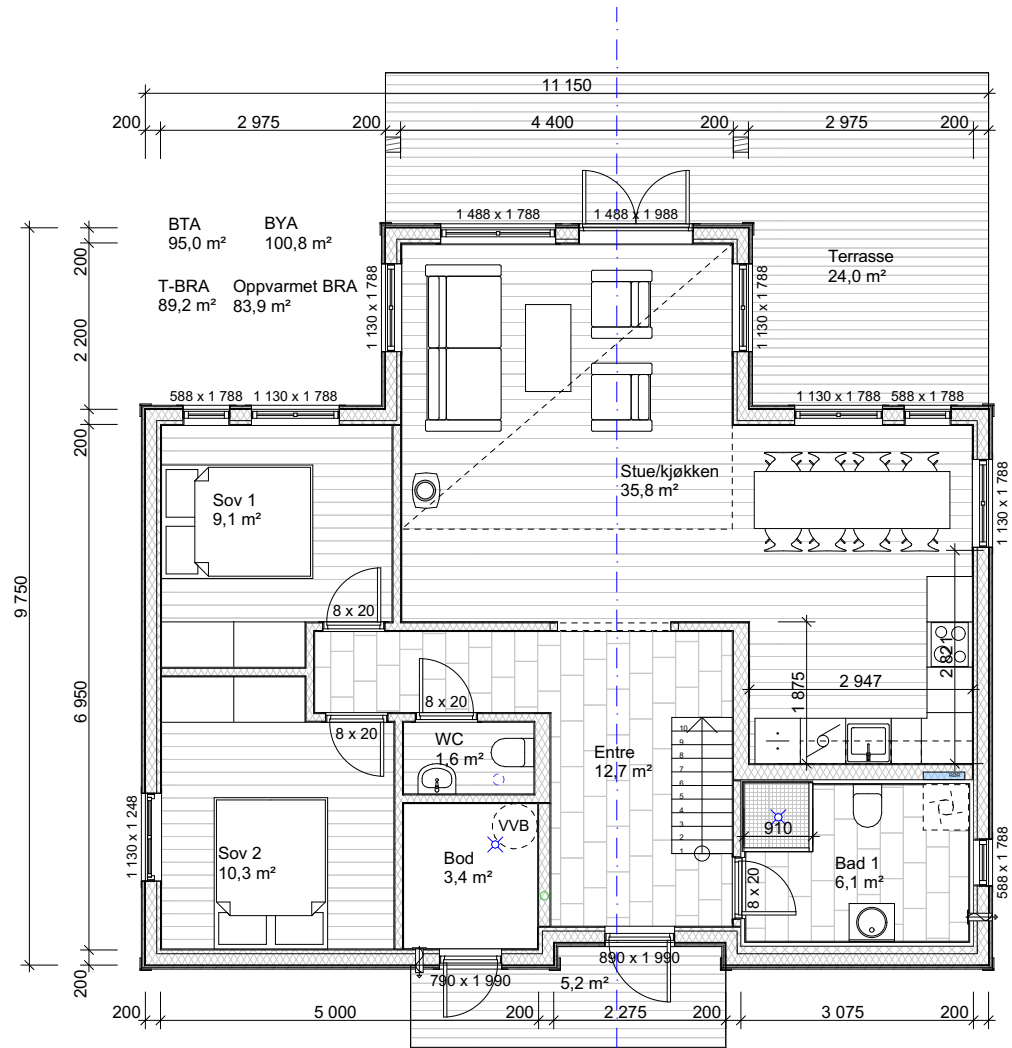 11 150
200
2 975
200
4 400
200
2 975
200
BTA
95,0 m²
BYA
100,8 m²
T-BRA
89,2 m²
Oppvarmet BRA
83,9 m²
1 488 x 1 788
1 488 x 1 988
Terrasse
24,0 m²
200
2 200
200
1 130 x 1 788
1 130 x 1 788
588 x 1 788
1 130 x 1 788
1 130 x 1 788
588 x 1 788
Sov 1
9,1 m²
Stue/kjøkken
35,8 m²
1 130 x 1 788
9 750
6 950
200
8 x 20
8 x 20
8 x 20
2 821
1 875
2 947
WC
1,6 m²
Entre
12,7 m²
10
9
8
7
6
5
4
3
2
1
RØR
1 130 x 1 248
Sov 2
10,3 m²
VVB
Bod
3,4 m²
910
8 x 20
Bad 1
6,1 m²
588 x 1 788
790 x 1 990
890 x 1 990
5,2 m²
200
5 000
200
2 275
200
3 075
200